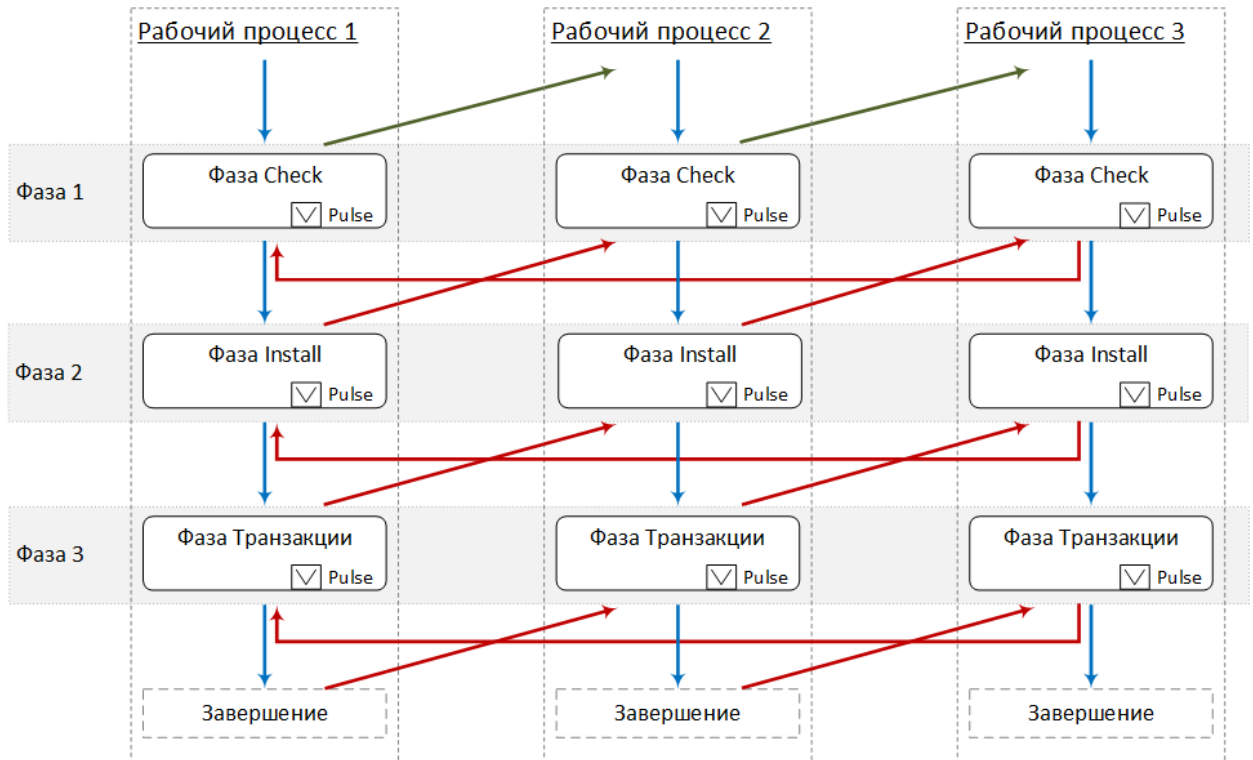 Рабочий процесс 1
Рабочий процесс 2
Рабочий процесс 3
Фаза 1
Фаза Check
Pulse
Фаза Check
Pulse
Фаза Check
Pulse
Фаза 2
Фаза Install
Pulse
Фаза Install
Pulse
Фаза Install
Pulse
Фаза 3
Фаза Транзакции
Pulse
Фаза Транзакции
Pulse
Фаза Транзакции
Pulse
Завершение
Завершение
Завершение